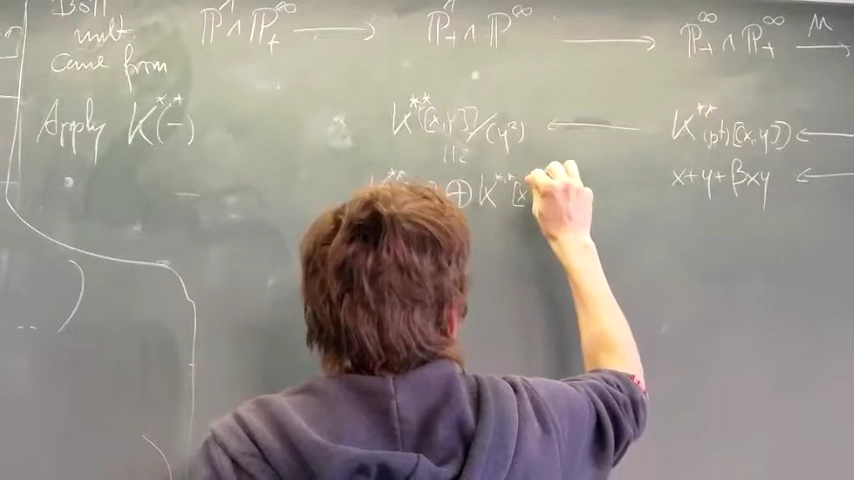 Bott
mult
came from
ℙ¹ ∧ ℙ₊^∞ ⟶ ℙ₊¹ ∧ ℙ^∞ ⟶ ℙ₊^∞ ∧ ℙ₊^∞ M ⟶
Apply K^{*,*}(-) K^{**}[x,y]/(y²) ⟵ K^{**}(pt)[x,y] ⟵
⊕ K^{**}[x x+y+βxy ⟵